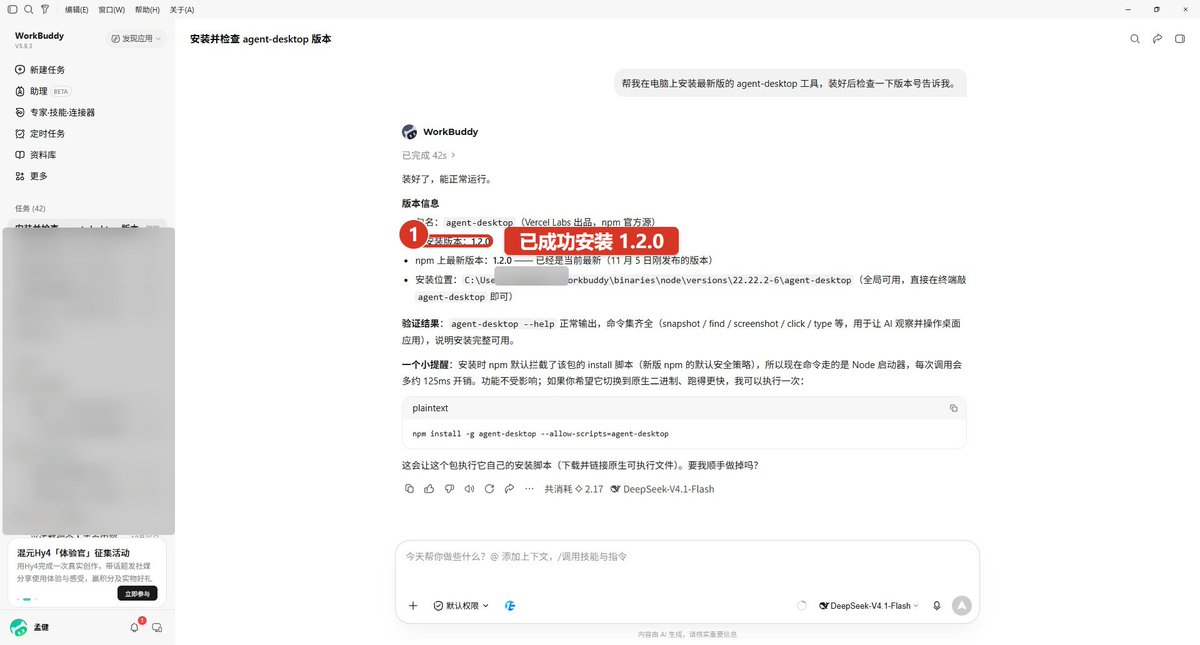 编辑(E) 窗口(W) 帮助(H) 关于(A)
WorkBuddy
V5.9.3
发现应用
新建任务
助理 BETA
专家·技能·连接器
定时任务
资料库
更多
任务 (42)
混元Hy4「体验官」征集活动
用Hy4完成一次真实创作，带话题发社媒
分享使用体验与感受，赢积分及实物好礼
立即参与
孟健
1
安装并检查 agent-desktop 版本
帮我在电脑上安装最新版的 agent-desktop 工具，装好后检查一下版本号告诉我。
WorkBuddy
已完成 42s
装好了，能正常运行。
版本信息
包名： agent-desktop （Vercel Labs 出品，npm 官方源）
1 安装版本：1.2.0 已成功安装 1.2.0
• npm 上最新版本：1.2.0 —— 已经是当前最新（11 月 5 日刚发布的版本）
• 安装位置： C:\Use orkbuddy\binaries\node\versions\22.22.2-6\agent-desktop （全局可用，直接在终端敲
agent-desktop 即可）
验证结果： agent-desktop --help 正常输出，命令集齐全（snapshot / find / screenshot / click / type 等，用于让 AI 观察并操作桌面
应用），说明安装完整可用。
一个小提醒：安装时 npm 默认拦截了该包的 install 脚本（新版 npm 的默认安全策略），所以现在命令走的是 Node 启动器，每次调用会
多约 125ms 开销。功能不受影响；如果你希望它切换到原生二进制、跑得更快，我可以执行一次：
plaintext
npm install -g agent-desktop --allow-scripts=agent-desktop
这会让这个包执行它自己的安装脚本（下载并链接原生可执行文件）。要我顺手做掉吗？
共消耗 2.17 DeepSeek-V4.1-Flash
今天帮你做些什么？@ 添加上下文，/调用技能与指令
默认权限
DeepSeek-V4.1-Flash
内容由 AI 生成，请核实重要信息